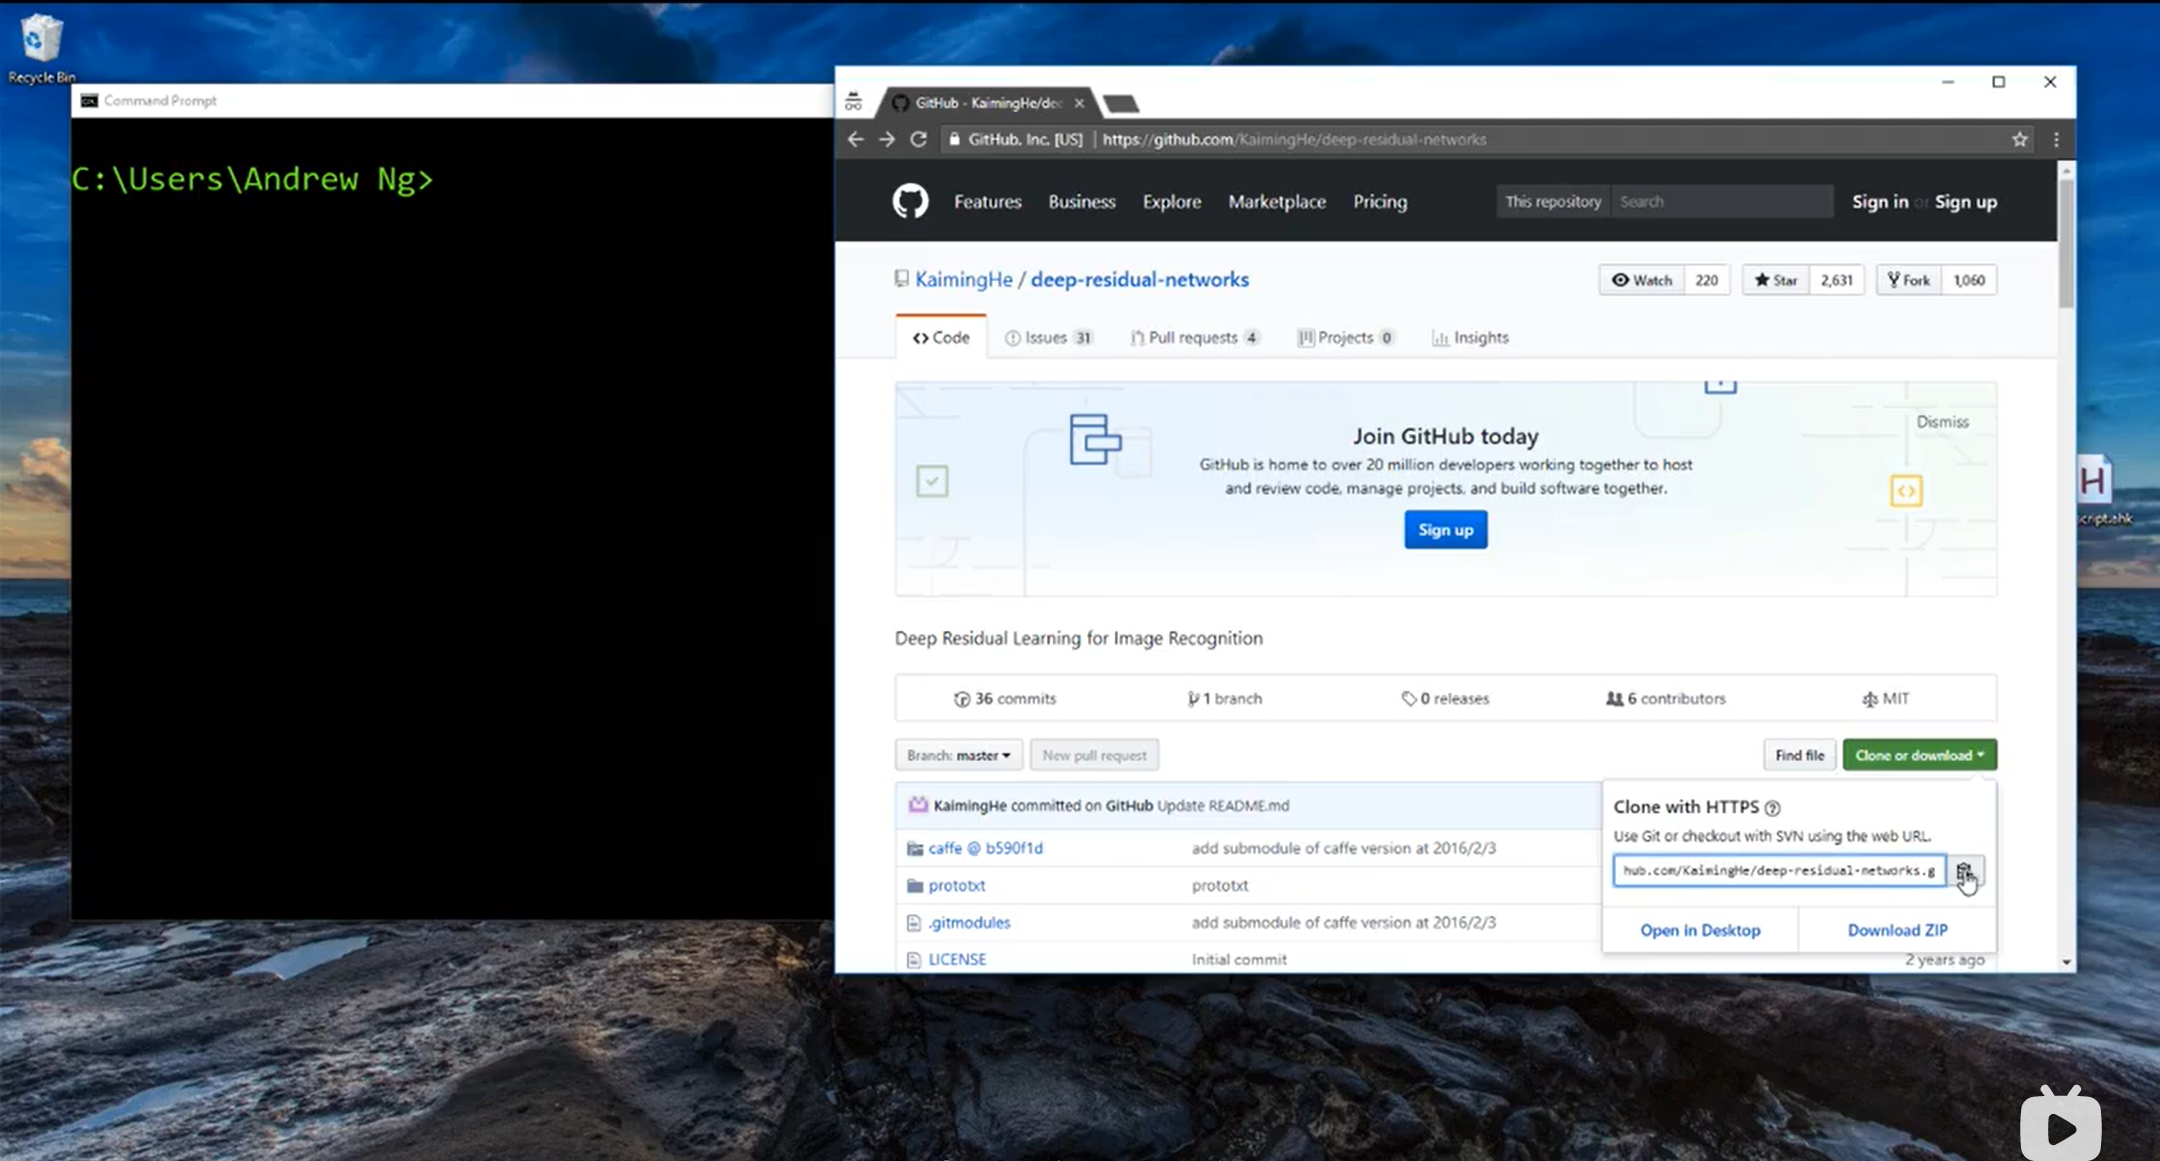 Recycle Bin
Command Prompt
C:\Users\Andrew Ng>
GitHub - KaimingHe/de
GitHub, Inc. [US] | https://github.com/KaimingHe/deep-residual-networks
Features Business Explore Marketplace Pricing This repository Search Sign in or Sign up
KaimingHe / deep-residual-networks Watch 220 Star 2,631 Fork 1,060
Code Issues 31 Pull requests 4 Projects 0 Insights
Dismiss
Join GitHub today
GitHub is home to over 20 million developers working together to host
and review code, manage projects, and build software together.
Sign up
script.ahk
Deep Residual Learning for Image Recognition
36 commits 1 branch 0 releases 6 contributors MIT
Branch: master New pull request Find file Clone or download
KaimingHe committed on GitHub Update README.md
caffe @ b590f1d add submodule of caffe version at 2016/2/3
prototxt prototxt
.gitmodules add submodule of caffe version at 2016/2/3
LICENSE Initial commit 2 years ago
Clone with HTTPS
Use Git or checkout with SVN using the web URL.
hub.com/KaimingHe/deep-residual-networks.g
Open in Desktop Download ZIP